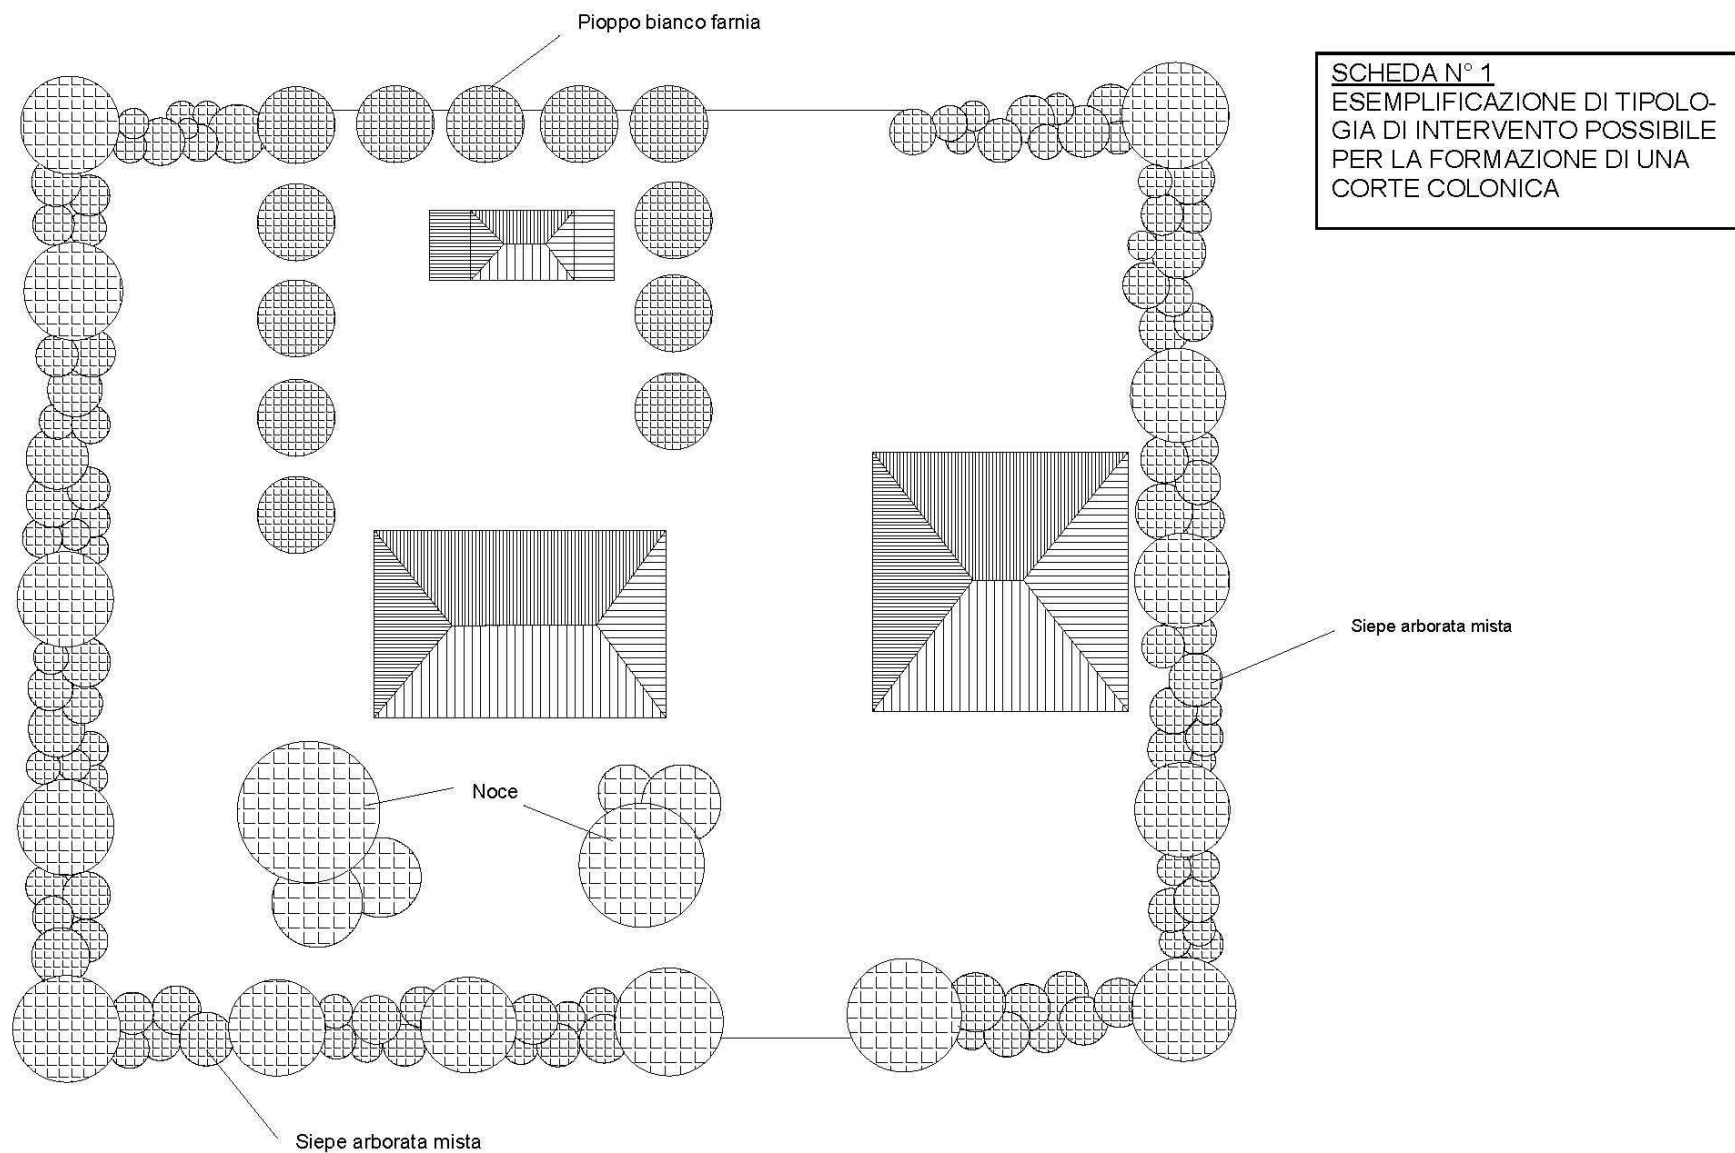 Pioppo bianco farnia
SCHEDA N° 1
ESEMPLIFICAZIONE DI TIPOLO-
GIA DI INTERVENTO POSSIBILE
PER LA FORMAZIONE DI UNA
CORTE COLONICA
Siepe arborata mista
Noce
Siepe arborata mista